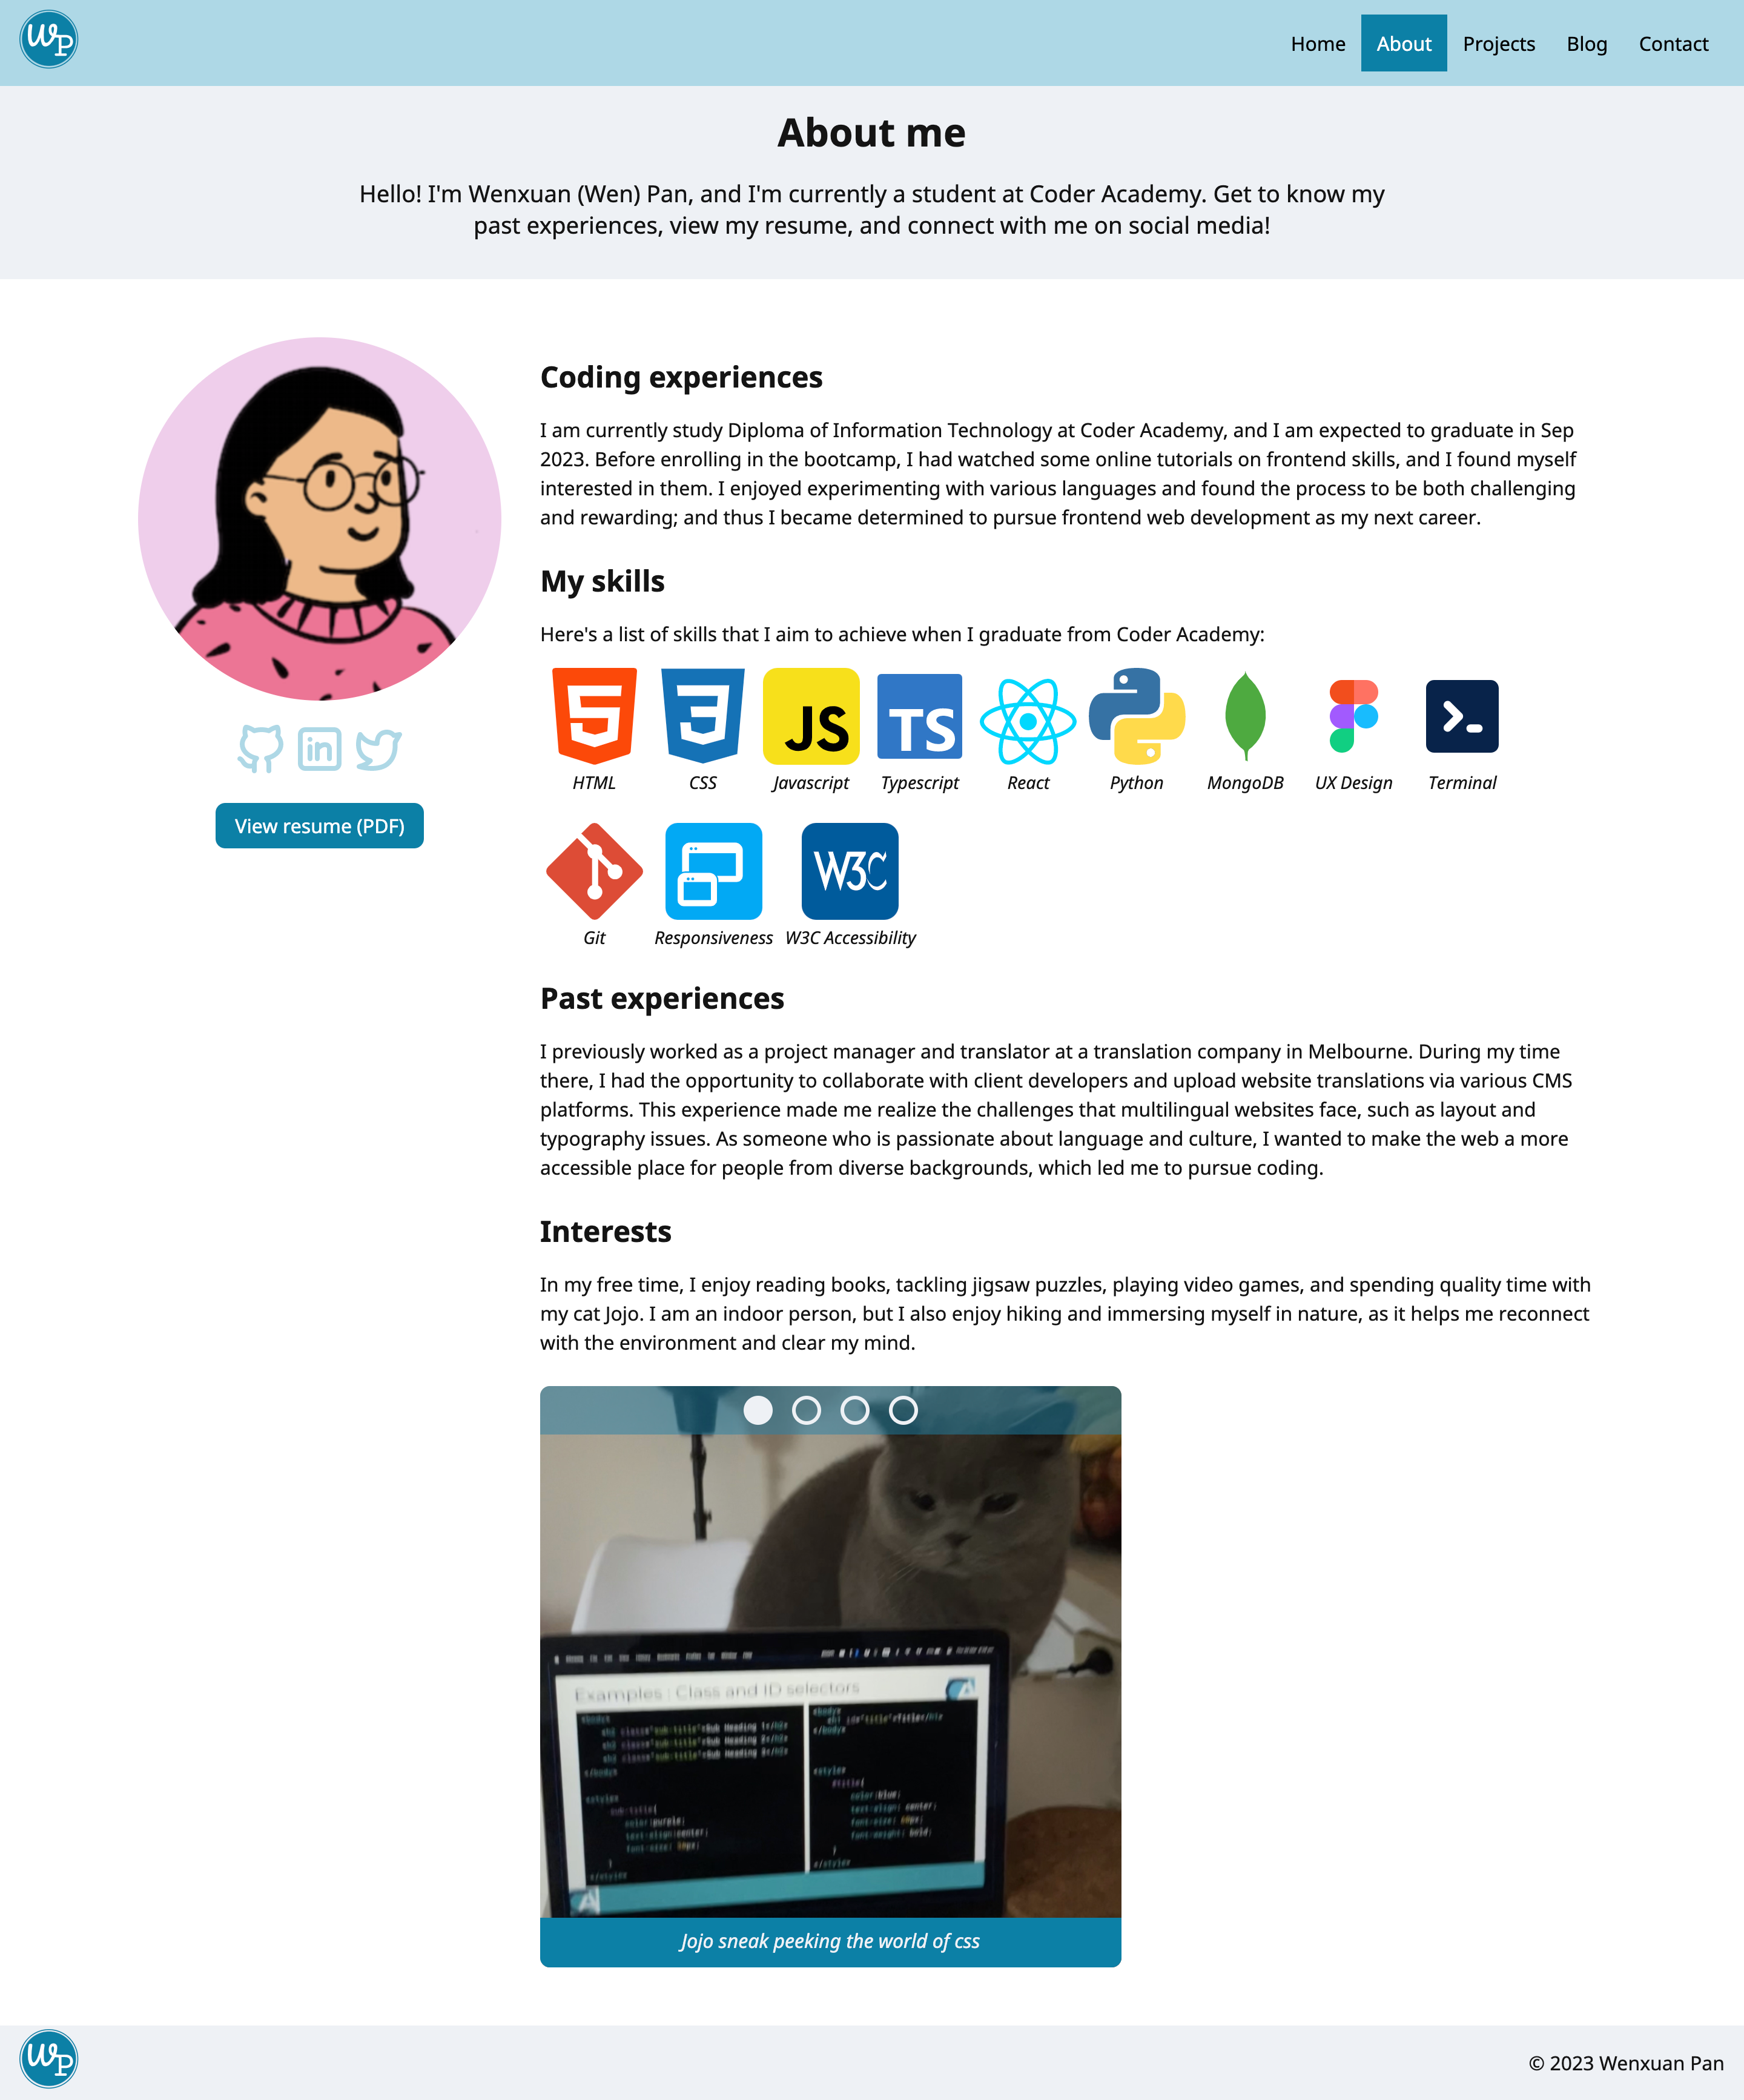 WP
Home About Projects Blog Contact
About me
Hello! I'm Wenxuan (Wen) Pan, and I'm currently a student at Coder Academy. Get to know my
past experiences, view my resume, and connect with me on social media!
in
View resume (PDF)
Coding experiences
I am currently study Diploma of Information Technology at Coder Academy, and I am expected to graduate in Sep
2023. Before enrolling in the bootcamp, I had watched some online tutorials on frontend skills, and I found myself
interested in them. I enjoyed experimenting with various languages and found the process to be both challenging
and rewarding; and thus I became determined to pursue frontend web development as my next career.
My skills
Here's a list of skills that I aim to achieve when I graduate from Coder Academy:
5 3 JS TS
HTML CSS Javascript Typescript React Python MongoDB UX Design Terminal
W3C
Git Responsiveness W3C Accessibility
Past experiences
I previously worked as a project manager and translator at a translation company in Melbourne. During my time
there, I had the opportunity to collaborate with client developers and upload website translations via various CMS
platforms. This experience made me realize the challenges that multilingual websites face, such as layout and
typography issues. As someone who is passionate about language and culture, I wanted to make the web a more
accessible place for people from diverse backgrounds, which led me to pursue coding.
Interests
In my free time, I enjoy reading books, tackling jigsaw puzzles, playing video games, and spending quality time with
my cat Jojo. I am an indoor person, but I also enjoy hiking and immersing myself in nature, as it helps me reconnect
with the environment and clear my mind.
Examples : Class and ID selectors
Jojo sneak peeking the world of css
WP
© 2023 Wenxuan Pan